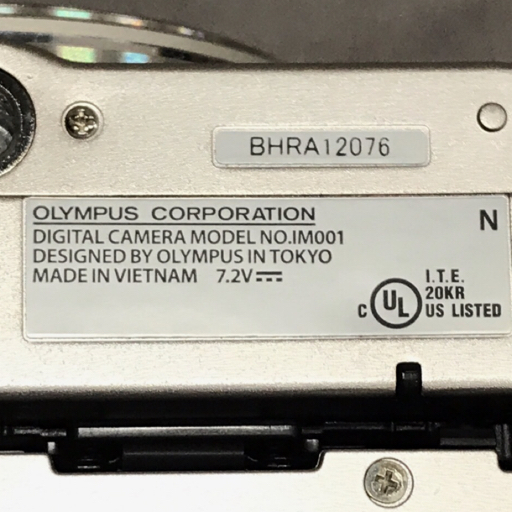 BHRA12076
OLYMPUS CORPORATION
N
DIGITAL CAMERA MODEL NO.IM001
DESIGNED BY OLYMPUS IN TOKYO
MADE IN VIETNAM 7.2V⎓
C UL US LISTED
I.T.E.
20KR